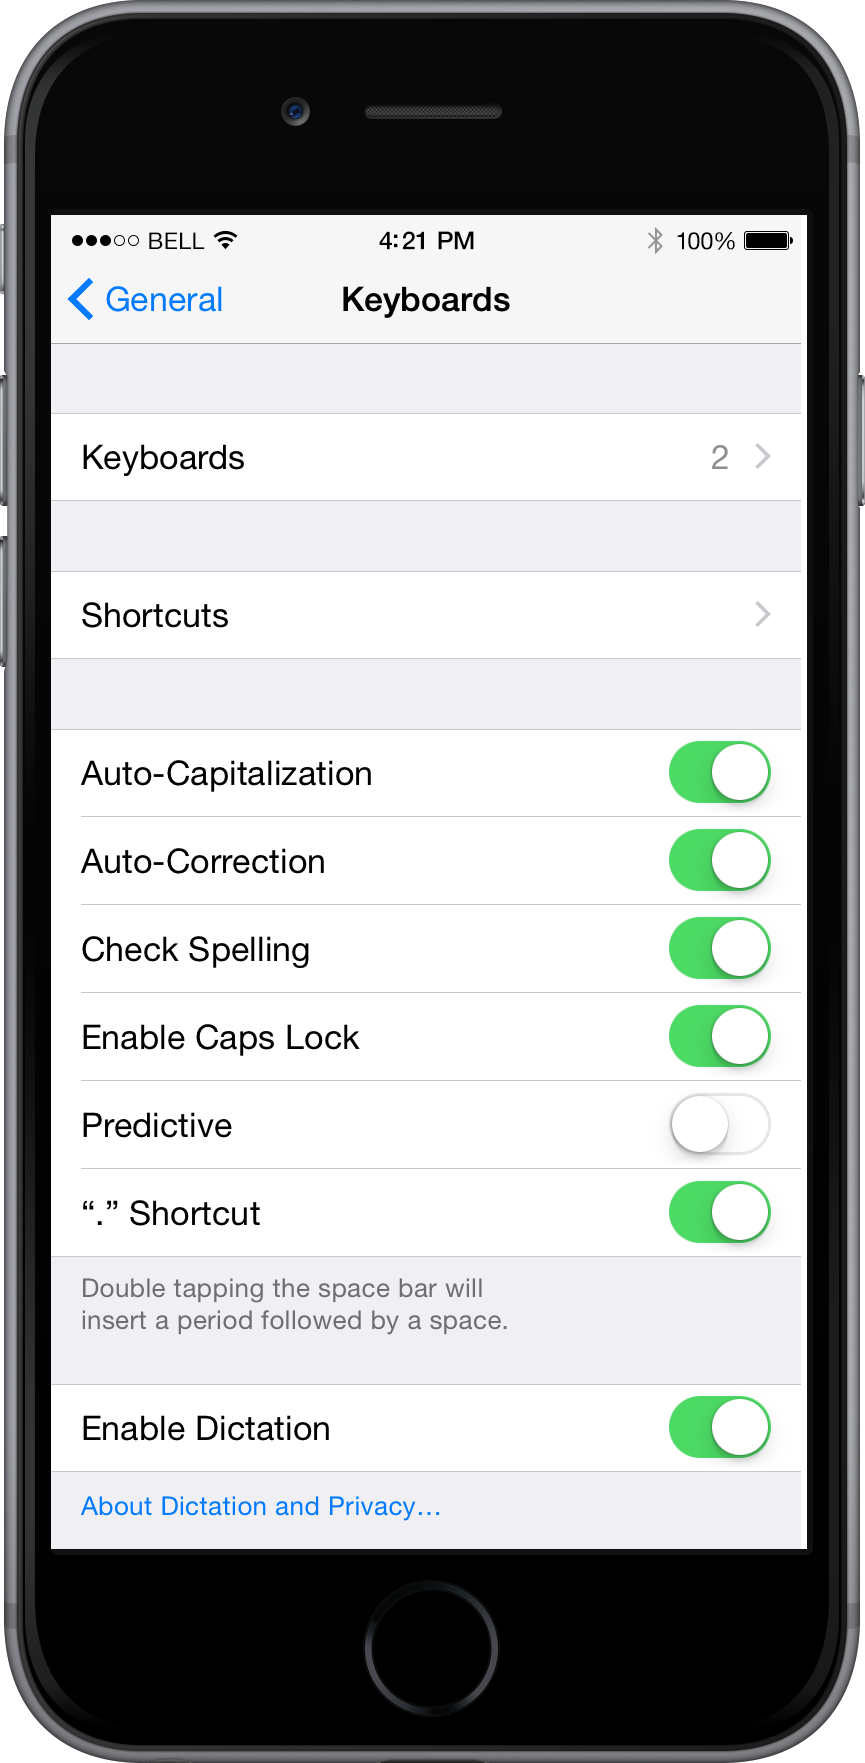 BELL 4:21 PM 100%
General Keyboards
Keyboards 2
Shortcuts
Auto-Capitalization
Auto-Correction
Check Spelling
Enable Caps Lock
Predictive
“.” Shortcut
Double tapping the space bar will
insert a period followed by a space.
Enable Dictation
About Dictation and Privacy…